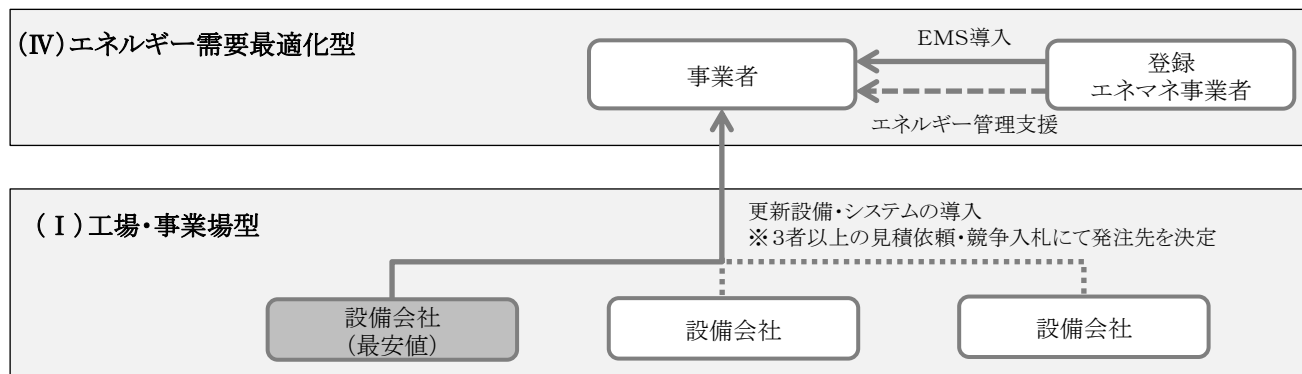 (Ⅳ)エネルギー需要最適化型
EMS導入
事業者
登録
エネマネ事業者
エネルギー管理支援
(Ⅰ)工場・事業場型
更新設備・システムの導入
※3者以上の見積依頼・競争入札にて発注先を決定
設備会社
(最安値)
設備会社
設備会社